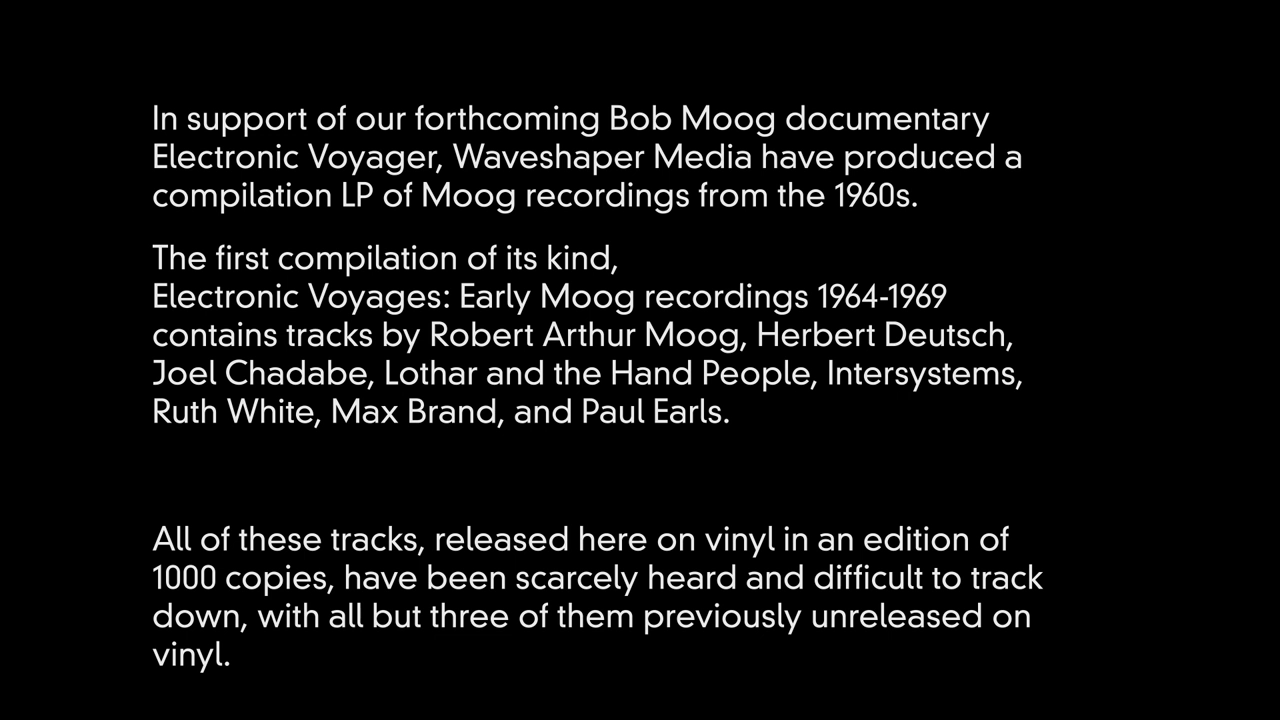 In support of our forthcoming Bob Moog documentary
Electronic Voyager, Waveshaper Media have produced a
compilation LP of Moog recordings from the 1960s.
The first compilation of its kind,
Electronic Voyages: Early Moog recordings 1964-1969
contains tracks by Robert Arthur Moog, Herbert Deutsch,
Joel Chadabe, Lothar and the Hand People, Intersystems,
Ruth White, Max Brand, and Paul Earls.
All of these tracks, released here on vinyl in an edition of
1000 copies, have been scarcely heard and difficult to track
down, with all but three of them previously unreleased on
vinyl.